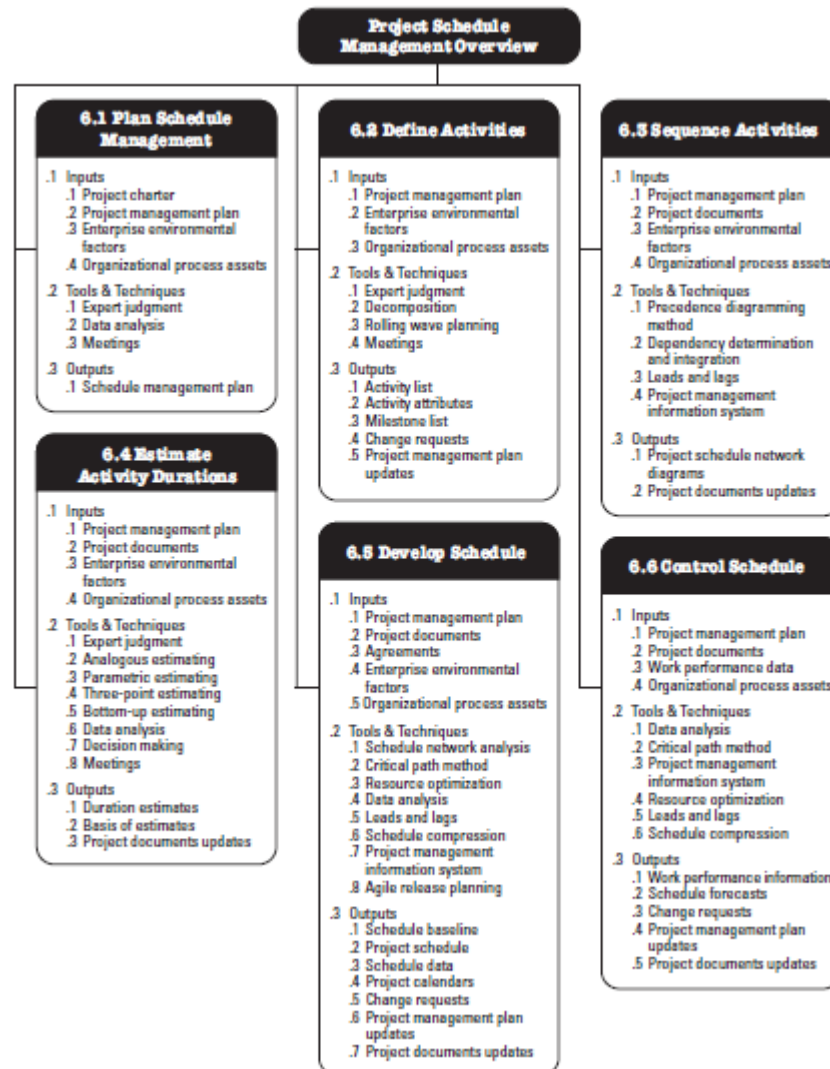 Project Schedule
Management Overview
6.1 Plan Schedule
Management
.1 Inputs
.1 Project charter
.2 Project management plan
.3 Enterprise environmental
factors
.4 Organizational process assets
.2 Tools & Techniques
.1 Expert judgment
.2 Data analysis
.3 Meetings
.3 Outputs
.1 Schedule management plan
6.2 Define Activities
.1 Inputs
.1 Project management plan
.2 Enterprise environmental
factors
.3 Organizational process assets
.2 Tools & Techniques
.1 Expert judgment
.2 Decomposition
.3 Rolling wave planning
.4 Meetings
.3 Outputs
.1 Activity list
.2 Activity attributes
.3 Milestone list
.4 Change requests
.5 Project management plan
updates
6.3 Sequence Activities
.1 Inputs
.1 Project management plan
.2 Project documents
.3 Enterprise environmental
factors
.4 Organizational process assets
.2 Tools & Techniques
.1 Precedence diagramming
method
.2 Dependency determination
and integration
.3 Leads and lags
.4 Project management
information system
.3 Outputs
.1 Project schedule network
diagrams
.2 Project documents updates
6.4 Estimate
Activity Durations
.1 Inputs
.1 Project management plan
.2 Project documents
.3 Enterprise environmental
factors
.4 Organizational process assets
.2 Tools & Techniques
.1 Expert judgment
.2 Analogous estimating
.3 Parametric estimating
.4 Three-point estimating
.5 Bottom-up estimating
.6 Data analysis
.7 Decision making
.8 Meetings
.3 Outputs
.1 Duration estimates
.2 Basis of estimates
.3 Project documents updates
6.5 Develop Schedule
.1 Inputs
.1 Project management plan
.2 Project documents
.3 Agreements
.4 Enterprise environmental
factors
.5 Organizational process assets
.2 Tools & Techniques
.1 Schedule network analysis
.2 Critical path method
.3 Resource optimization
.4 Data analysis
.5 Leads and lags
.6 Schedule compression
.7 Project management
information system
.8 Agile release planning
.3 Outputs
.1 Schedule baseline
.2 Project schedule
.3 Schedule data
.4 Project calendars
.5 Change requests
.6 Project management plan
updates
.7 Project documents updates
6.6 Control Schedule
.1 Inputs
.1 Project management plan
.2 Project documents
.3 Work performance data
.4 Organizational process assets
.2 Tools & Techniques
.1 Data analysis
.2 Critical path method
.3 Project management
information system
.4 Resource optimization
.5 Leads and lags
.6 Schedule compression
.3 Outputs
.1 Work performance information
.2 Schedule forecasts
.3 Change requests
.4 Project management plan
updates
.5 Project documents updates